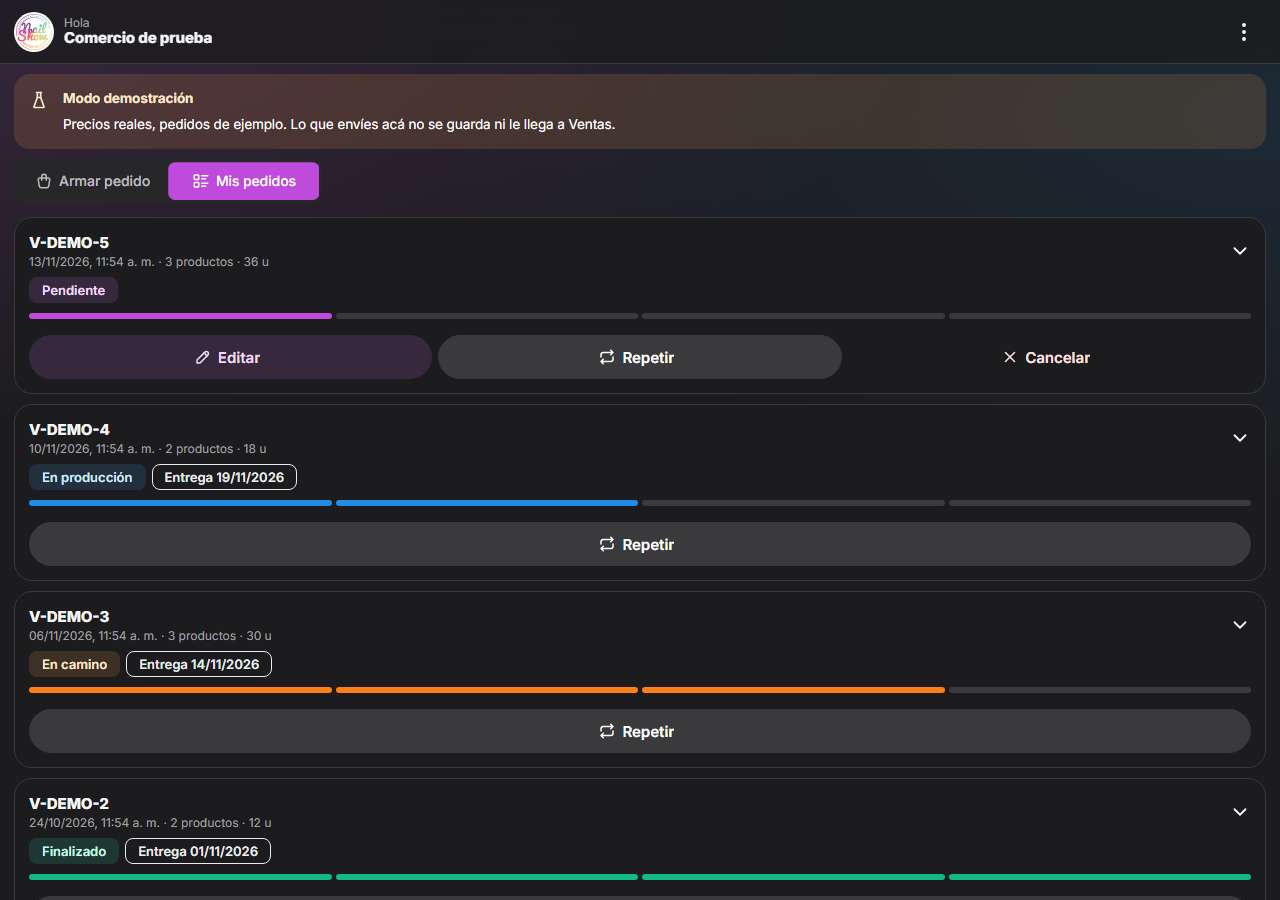 Nail Show
Hola
Comercio de prueba
Modo demostración
Precios reales, pedidos de ejemplo. Lo que envíes acá no se guarda ni le llega a Ventas.
Armar pedido
Mis pedidos
V-DEMO-5
13/11/2026, 11:54 a. m. · 3 productos · 36 u
Pendiente
Editar
Repetir
Cancelar
V-DEMO-4
10/11/2026, 11:54 a. m. · 2 productos · 18 u
En producción
Entrega 19/11/2026
Repetir
V-DEMO-3
06/11/2026, 11:54 a. m. · 3 productos · 30 u
En camino
Entrega 14/11/2026
Repetir
V-DEMO-2
24/10/2026, 11:54 a. m. · 2 productos · 12 u
Finalizado
Entrega 01/11/2026